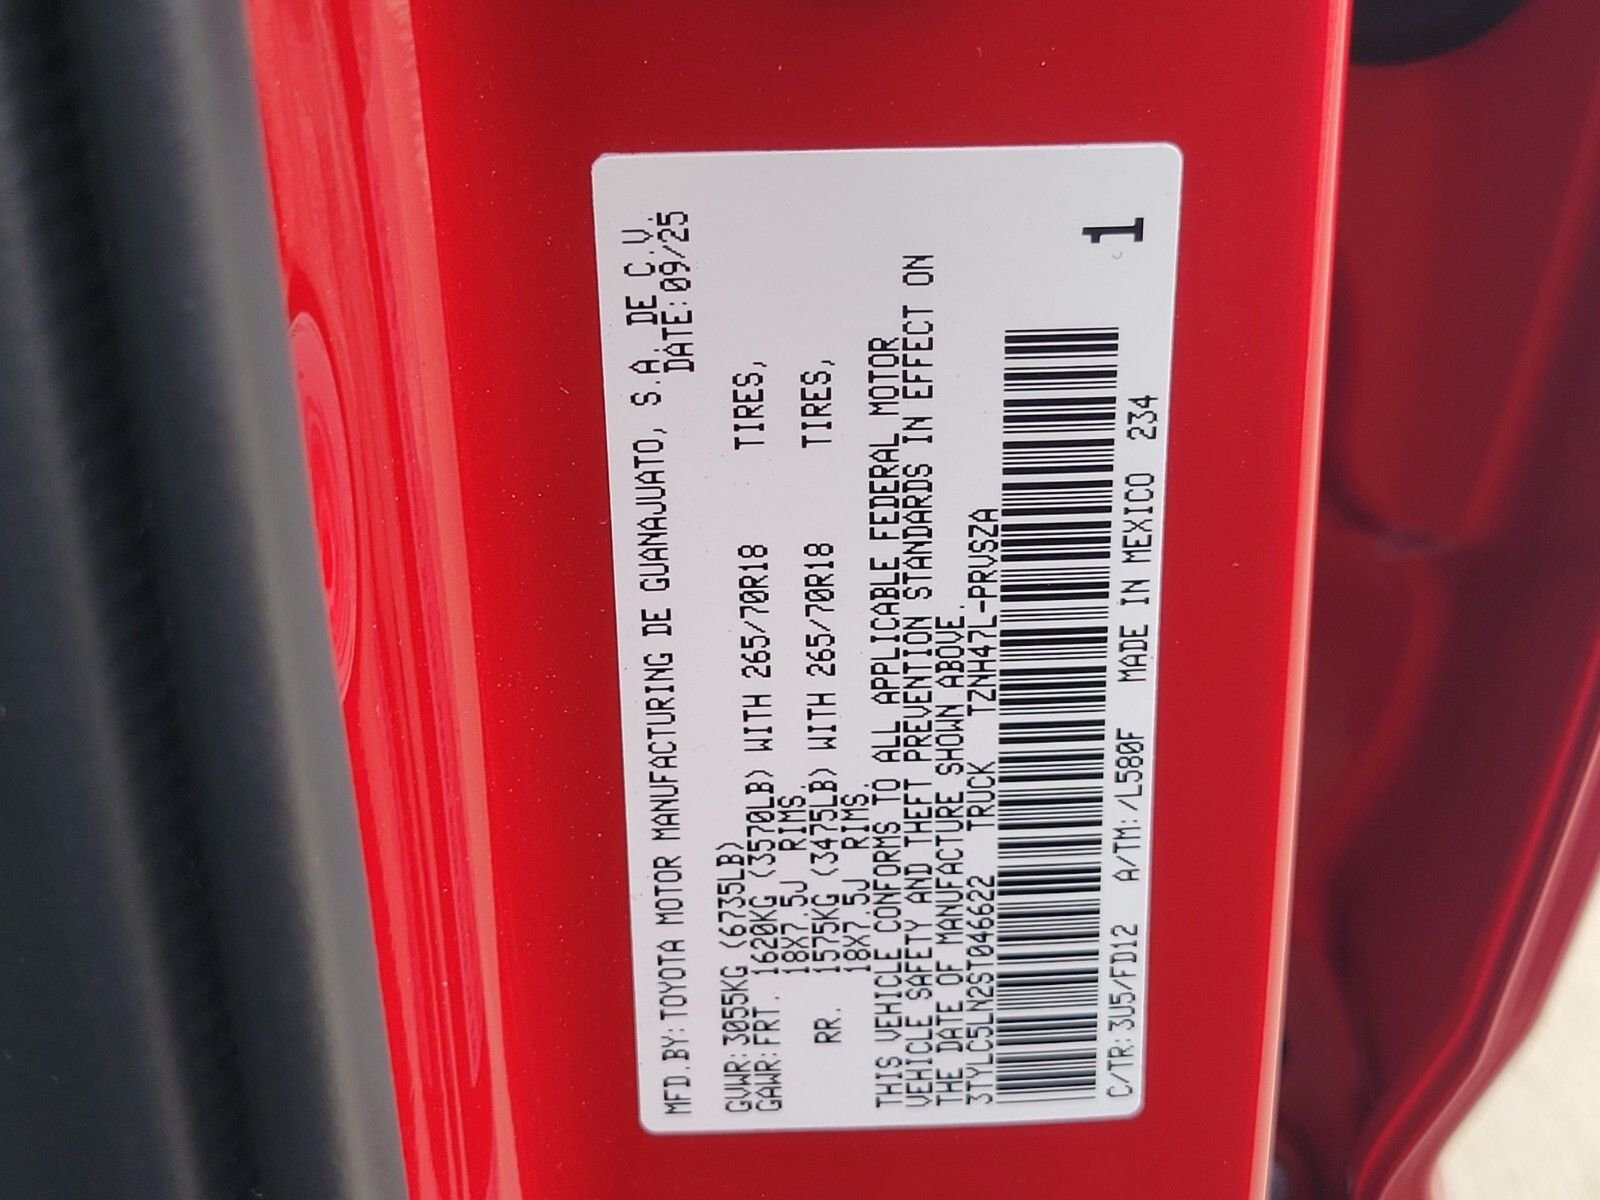 MFD.BY:TOYOTA MOTOR MANUFACTURING DE GUANAJUATO, S.A. DE C.V.
DATE:09/25
GVWR:3055KG (6735LB)
GAWR:FRT. 1620KG (3570LB) WITH 265/70R18 TIRES,
18X7.5J RIMS.
RR. 1575KG (3475LB) WITH 265/70R18 TIRES,
18X7.5J RIMS.
THIS VEHICLE CONFORMS TO ALL APPLICABLE FEDERAL MOTOR
VEHICLE SAFETY AND THEFT PREVENTION STANDARDS IN EFFECT ON
THE DATE OF MANUFACTURE SHOWN ABOVE.
3TYLC5LN2ST046622 TRUCK TZNH47L-PRVSZA
C/TR:3U5/FD12 A/TM:/L580F MADE IN MEXICO 234
1